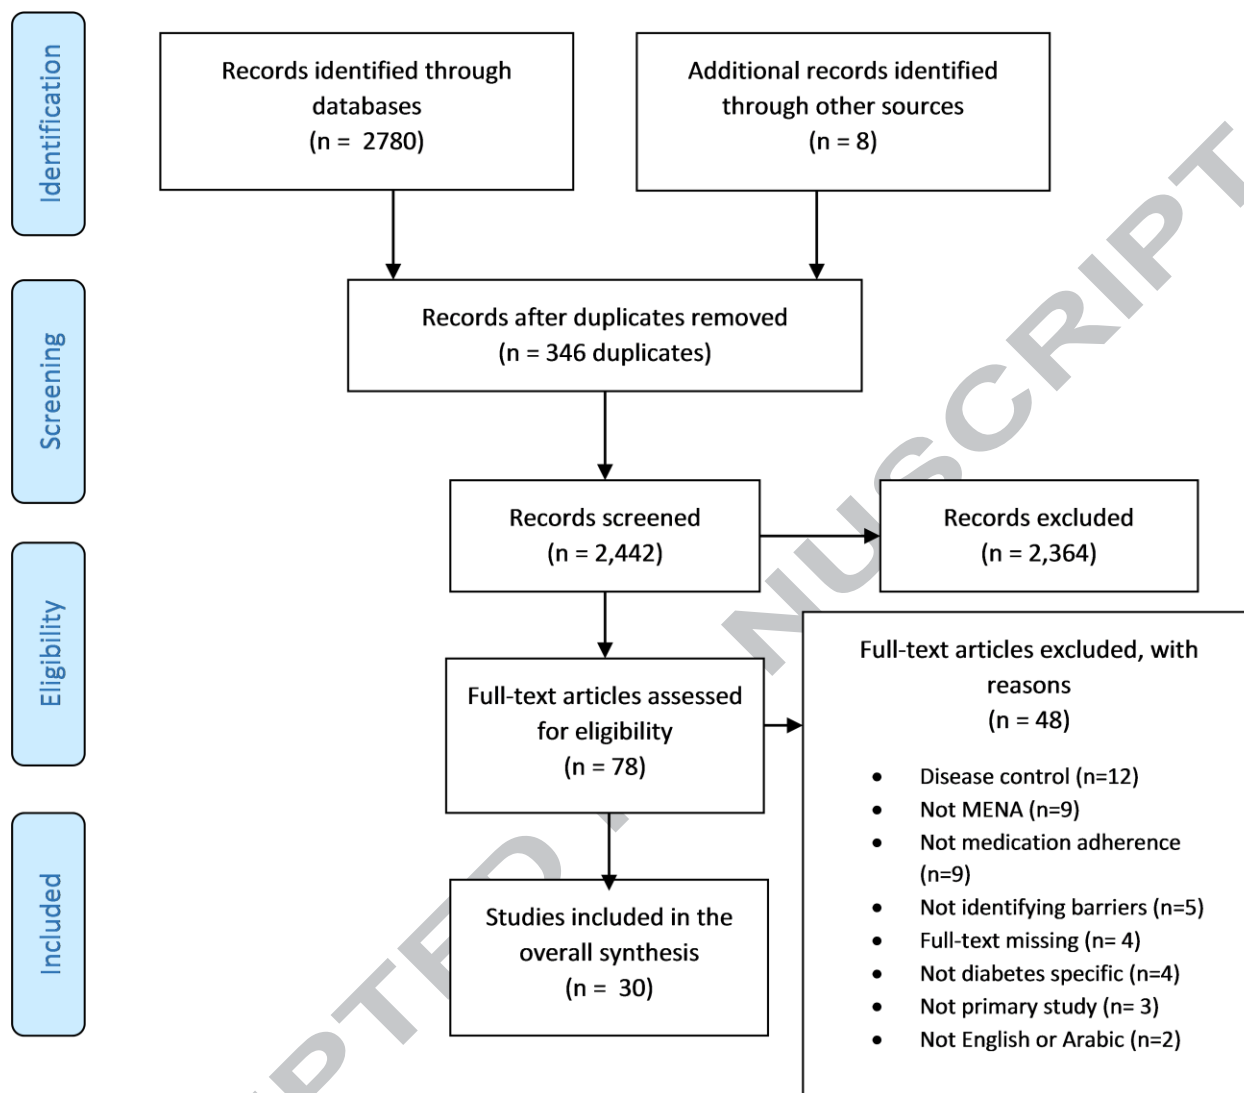 Identification
Records identified through
databases
(n = 2780)
Additional records identified
through other sources
(n = 8)
Screening
Records after duplicates removed
(n = 346 duplicates)
Records screened
(n = 2,442)
Records excluded
(n = 2,364)
Eligibility
Full-text articles assessed
for eligibility
(n = 78)
Full-text articles excluded, with
reasons
(n = 48)
• Disease control (n=12)
• Not MENA (n=9)
• Not medication adherence
(n=9)
• Not identifying barriers (n=5)
• Full-text missing (n= 4)
• Not diabetes specific (n=4)
• Not primary study (n= 3)
• Not English or Arabic (n=2)
Included
Studies included in the
overall synthesis
(n = 30)